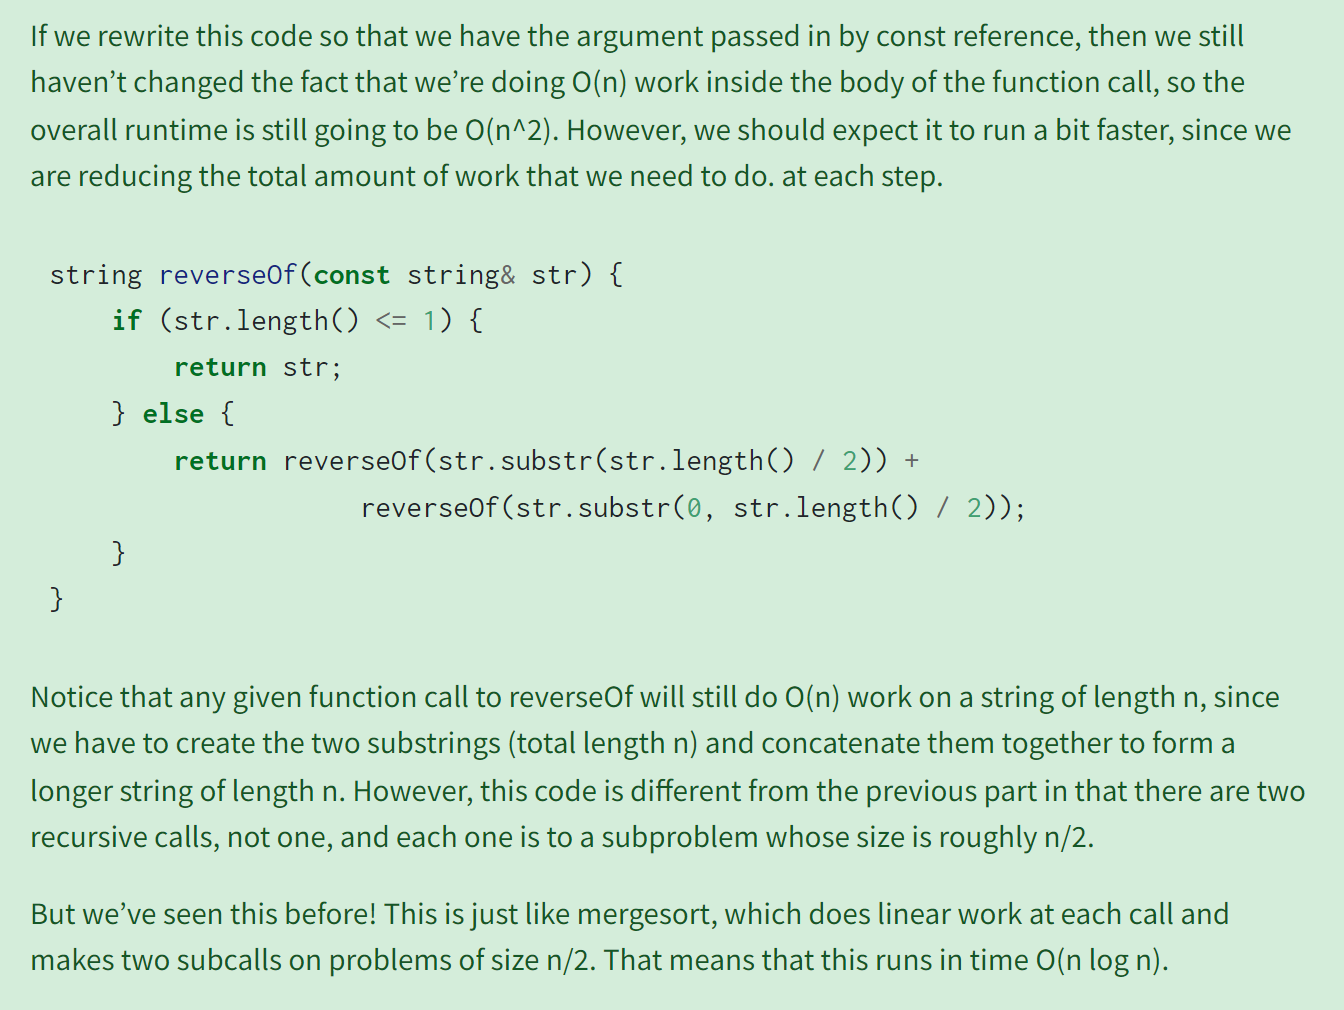 If we rewrite this code so that we have the argument passed in by const reference, then we still
haven’t changed the fact that we’re doing O(n) work inside the body of the function call, so the
overall runtime is still going to be O(n^2). However, we should expect it to run a bit faster, since we
are reducing the total amount of work that we need to do. at each step.
string reverseOf(const string& str) {
    if (str.length() <= 1) {
        return str;
    } else {
        return reverseOf(str.substr(str.length() / 2)) +
                    reverseOf(str.substr(0, str.length() / 2));
    }
}
Notice that any given function call to reverseOf will still do O(n) work on a string of length n, since
we have to create the two substrings (total length n) and concatenate them together to form a
longer string of length n. However, this code is different from the previous part in that there are two
recursive calls, not one, and each one is to a subproblem whose size is roughly n/2.
But we’ve seen this before! This is just like mergesort, which does linear work at each call and
makes two subcalls on problems of size n/2. That means that this runs in time O(n log n).